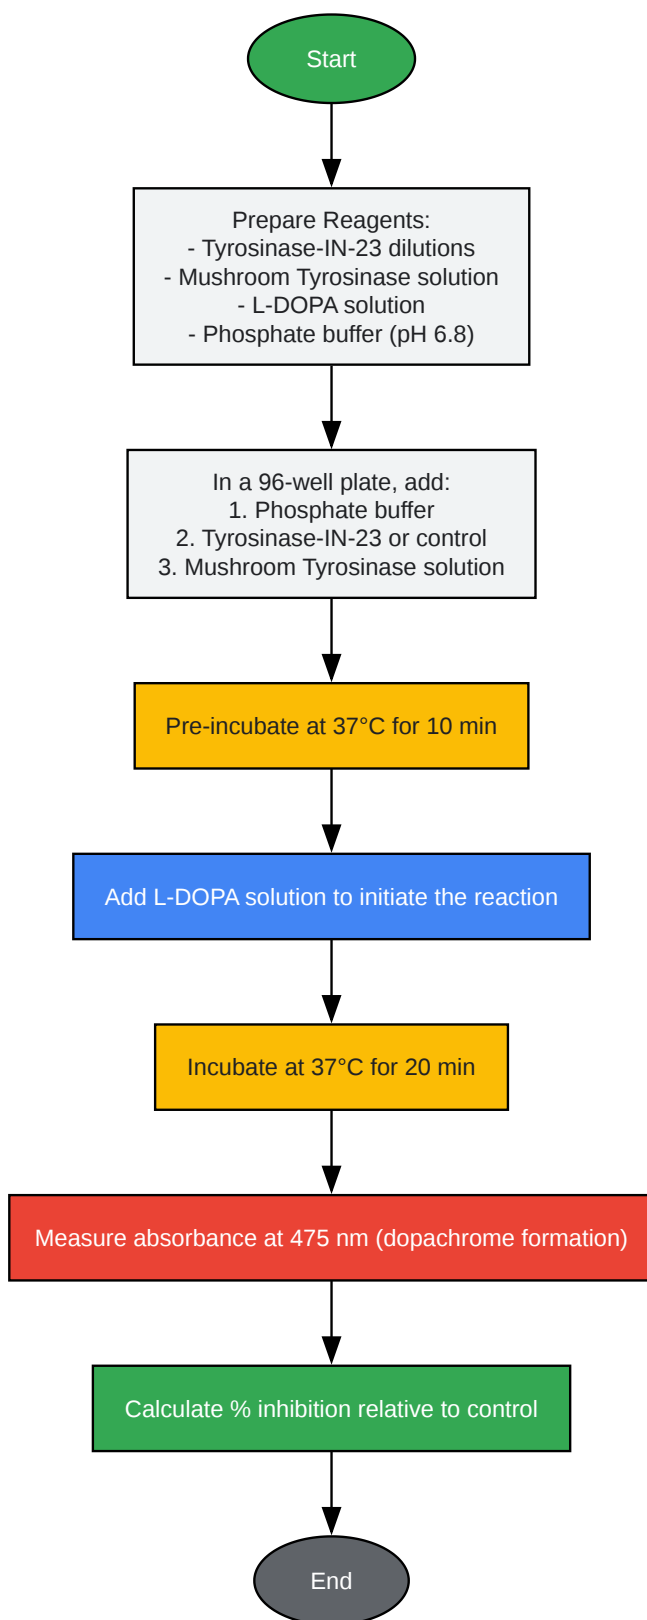 Start
Prepare Reagents:
- Tyrosinase-IN-23 dilutions
- Mushroom Tyrosinase solution
- L-DOPA solution
- Phosphate buffer (pH 6.8)
In a 96-well plate, add:
1. Phosphate buffer
2. Tyrosinase-IN-23 or control
3. Mushroom Tyrosinase solution
Pre-incubate at 37°C for 10 min
Add L-DOPA solution to initiate the reaction
Incubate at 37°C for 20 min
Measure absorbance at 475 nm (dopachrome formation)
Calculate % inhibition relative to control
End